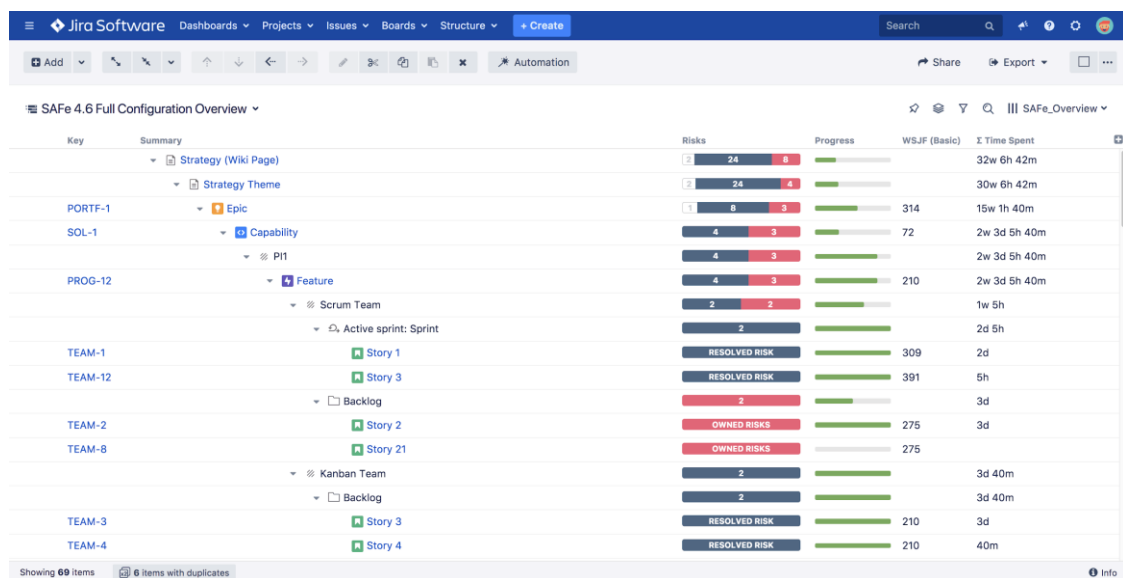 Jira Software Dashboards Projects Issues Boards Structure + Create Search
Add Automation Share Export
SAFe 4.6 Full Configuration Overview SAFe_Overview
Key Summary Risks Progress WSJF (Basic) Σ Time Spent
Strategy (Wiki Page) 2 24 8 32w 6h 42m
Strategy Theme 2 24 4 30w 6h 42m
PORTF-1 Epic 1 8 3 314 15w 1h 40m
SOL-1 Capability 4 3 72 2w 3d 5h 40m
PI1 4 3 2w 3d 5h 40m
PROG-12 Feature 4 3 210 2w 3d 5h 40m
Scrum Team 2 2 1w 5h
Active sprint: Sprint 2 2d 5h
TEAM-1 Story 1 RESOLVED RISK 309 2d
TEAM-12 Story 3 RESOLVED RISK 391 5h
Backlog 2 3d
TEAM-2 Story 2 OWNED RISKS 275 3d
TEAM-8 Story 21 OWNED RISKS 275
Kanban Team 2 3d 40m
Backlog 2 3d 40m
TEAM-3 Story 3 RESOLVED RISK 210 3d
TEAM-4 Story 4 RESOLVED RISK 210 40m
Showing 69 items 6 items with duplicates Info